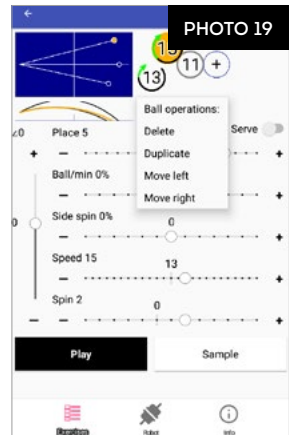 PHOTO 19
13
11
+
13
Ball operations:
Delete
Duplicate
Move left
Move right
Place 5
Serve
Ball/min 0%
Side spin 0%
0
Speed 15
13
Spin 2
0
Play
Sample
Exercises
Robot
Info